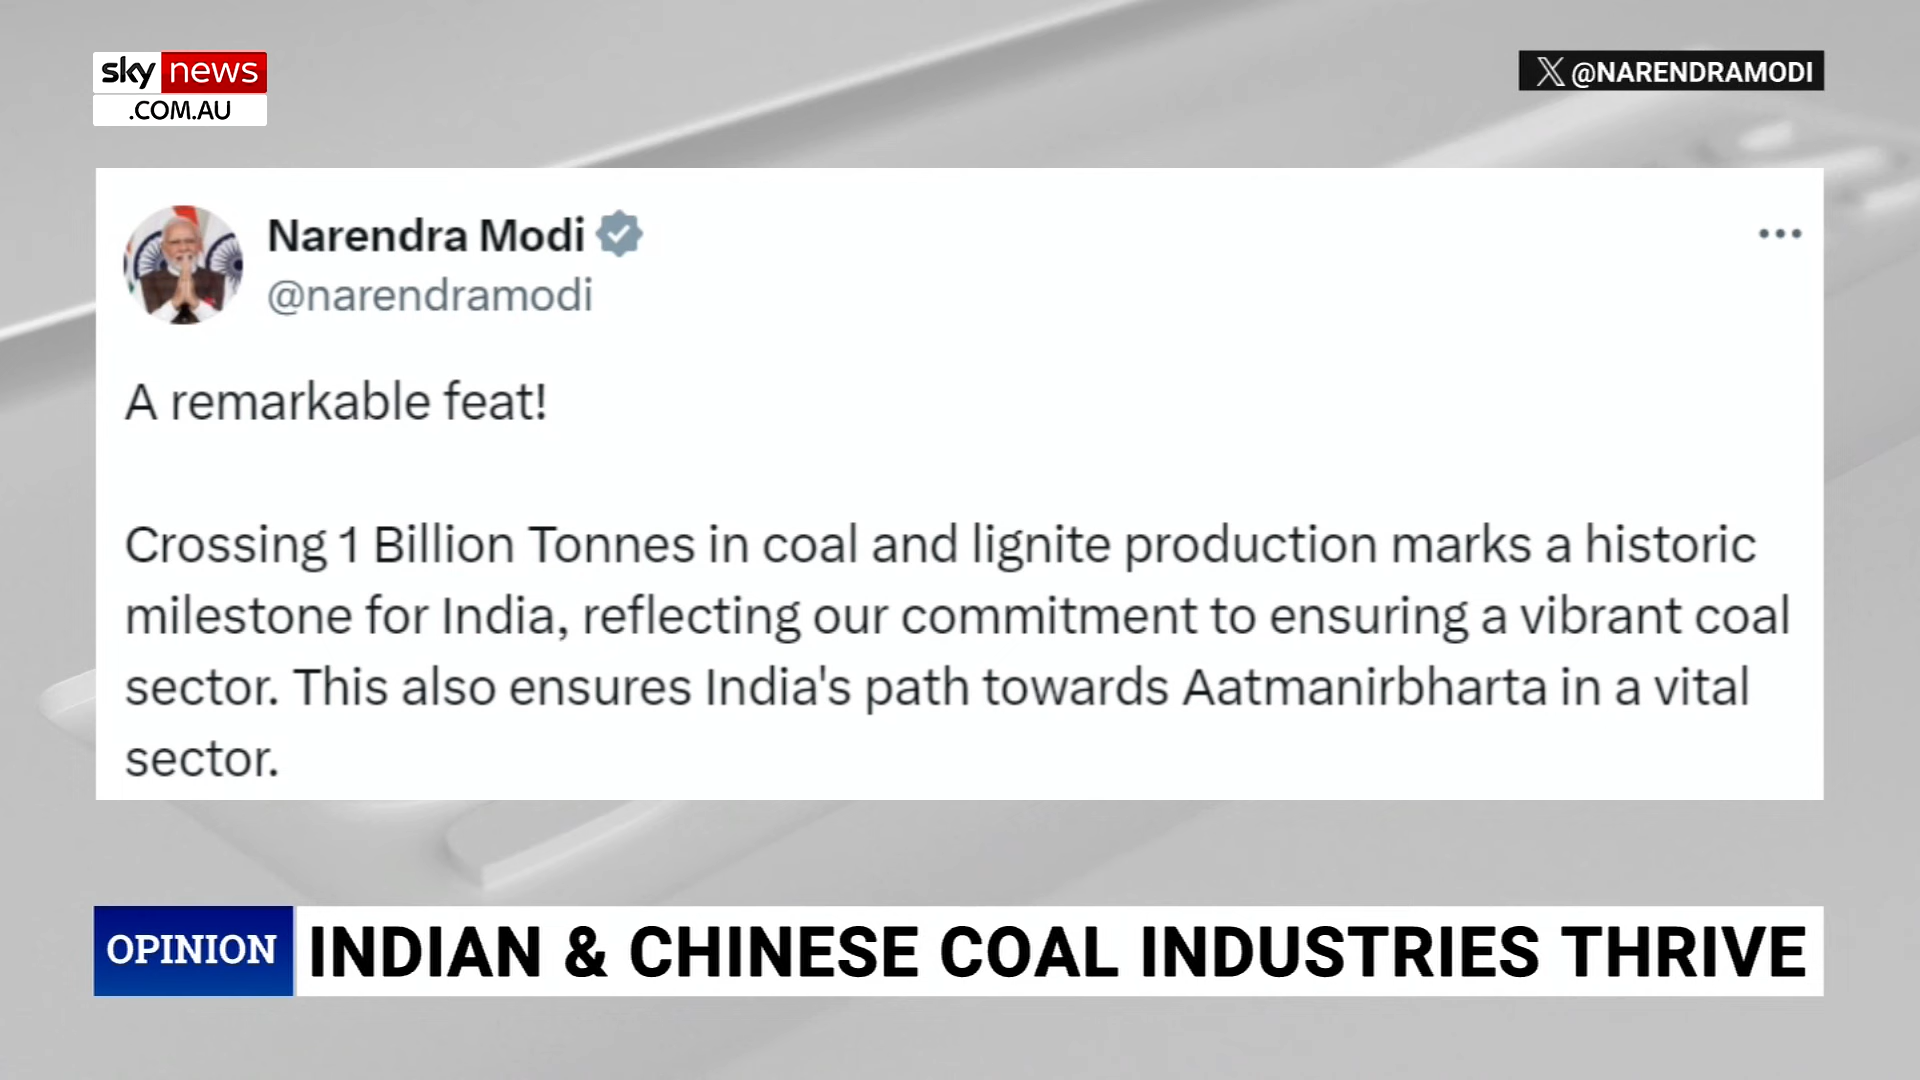 sky news
.COM.AU
X @NARENDRAMODI
Narendra Modi
@narendramodi
A remarkable feat!
Crossing 1 Billion Tonnes in coal and lignite production marks a historic
milestone for India, reflecting our commitment to ensuring a vibrant coal
sector. This also ensures India's path towards Aatmanirbharta in a vital
sector.
OPINION
INDIAN & CHINESE COAL INDUSTRIES THRIVE